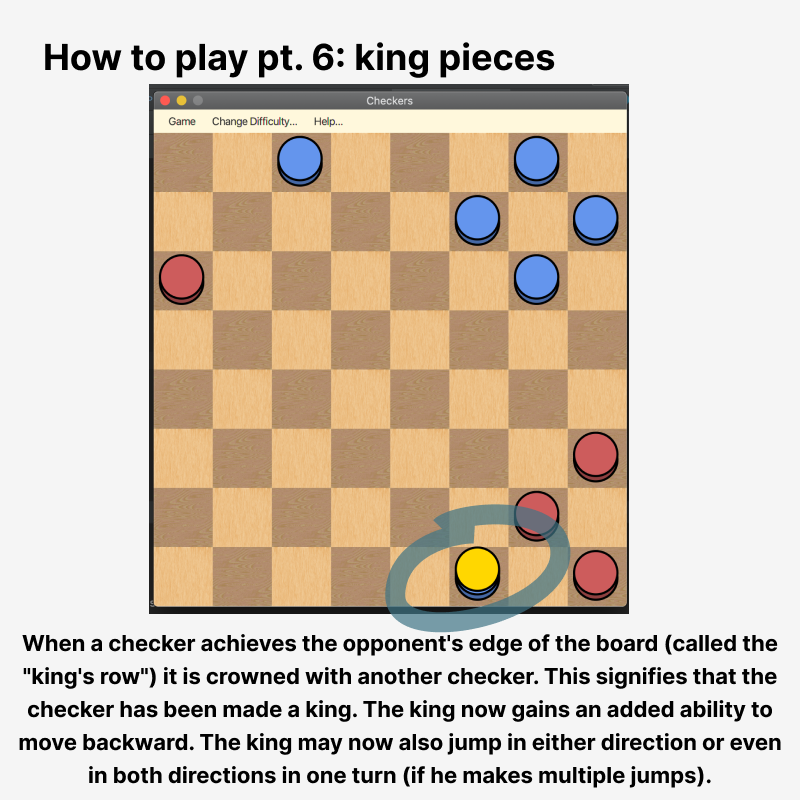 How to play pt. 6: king pieces
Checkers
Game Change Difficulty... Help...
When a checker achieves the opponent's edge of the board (called the
"king's row") it is crowned with another checker. This signifies that the
checker has been made a king. The king now gains an added ability to
move backward. The king may now also jump in either direction or even
in both directions in one turn (if he makes multiple jumps).